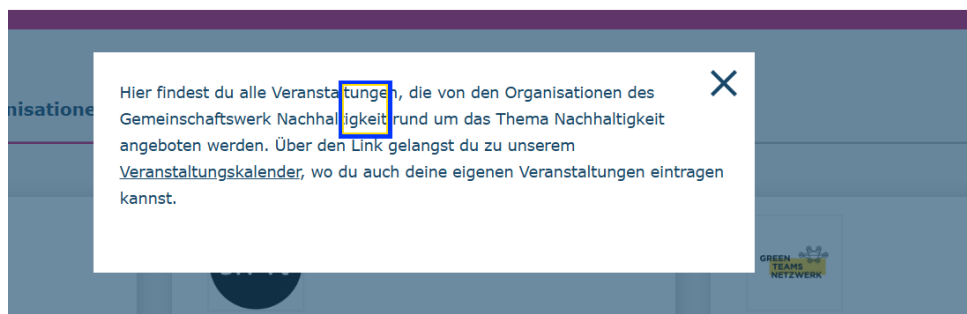 nisatione
Hier findest du alle Veranstaltungen, die von den Organisationen des
Gemeinschaftswerk Nachhaltigkeit rund um das Thema Nachhaltigkeit
angeboten werden. Über den Link gelangst du zu unserem
Veranstaltungskalender, wo du auch deine eigenen Veranstaltungen eintragen
kannst.
GREEN
TEAMS
NETZWERK